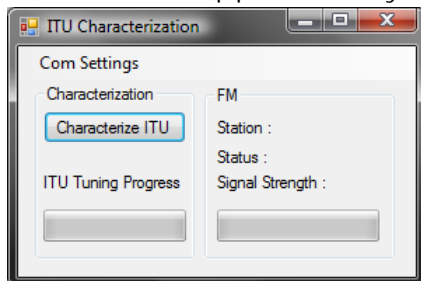 ITU Characterization
Com Settings
Characterization
Characterize ITU
ITU Tuning Progress
FM
Station :
Status :
Signal Strength :